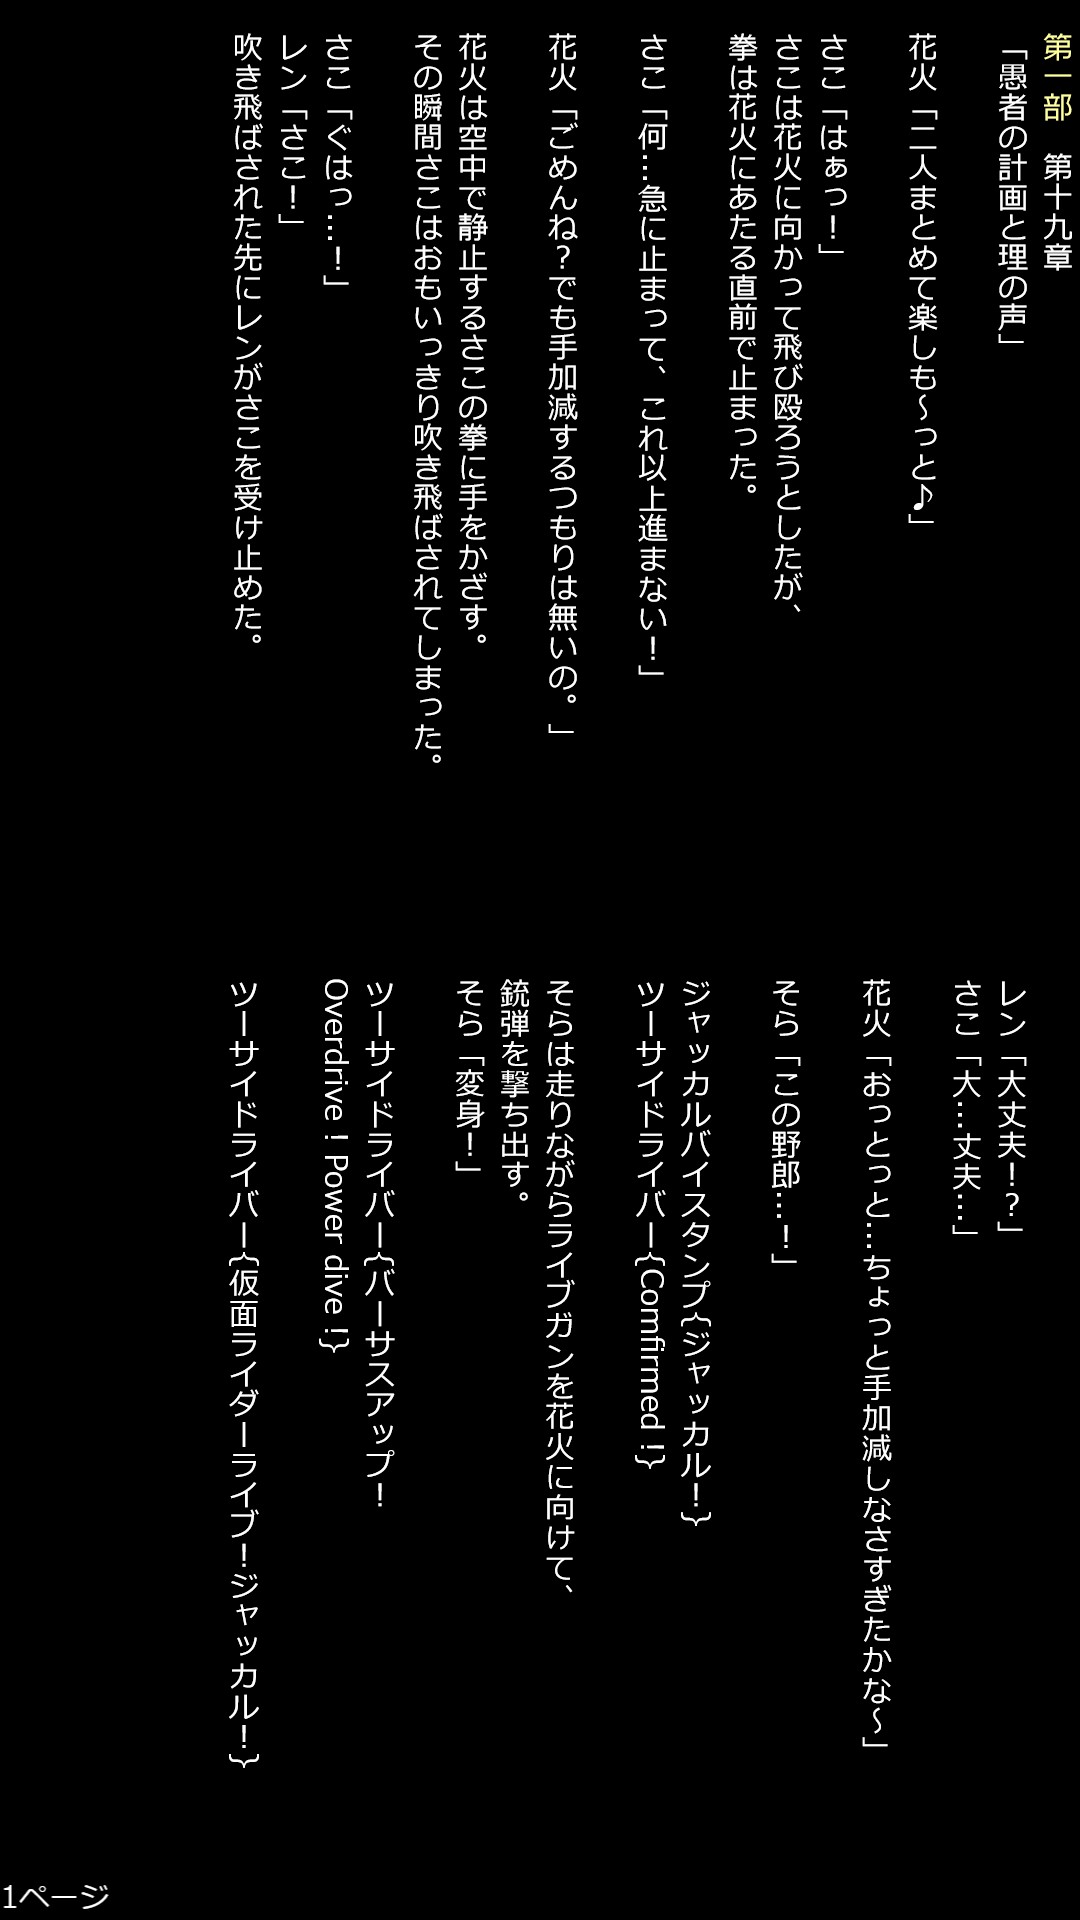 第一部　第十九章
「愚者の計画と理の声」
花火「二人まとめて楽しも～っと♪」
さこ「はぁっ！」
さこは花火に向かって飛び殴ろうとしたが、
拳は花火にあたる直前で止まった。
さこ「何…急に止まって、これ以上進まない！」
花火「ごめんね？でも手加減するつもりは無いの。」
花火は空中で静止するさこの拳に手をかざす。
その瞬間さこはおもいっきり吹き飛ばされてしまった。
さこ「ぐはっ…！」
レン「さこ！」
吹き飛ばされた先にレンがさこを受け止めた。
レン「大丈夫！？」
さこ「大…丈夫…」
花火「おっとっと…ちょっと手加減しなさすぎたかな～」
そら「この野郎…！」
ジャッカルバイスタンプ{ジャッカル！}
ツーサイドライバー{Comfirmed !}
そらは走りながらライブガンを花火に向けて、
銃弾を撃ち出す。
そら「変身！」
ツーサイドライバー{バーサスアップ！
Overdrive ! Power dive !}
ツーサイドライバー{仮面ライダーライブ！ジャッカル！}
1ページ